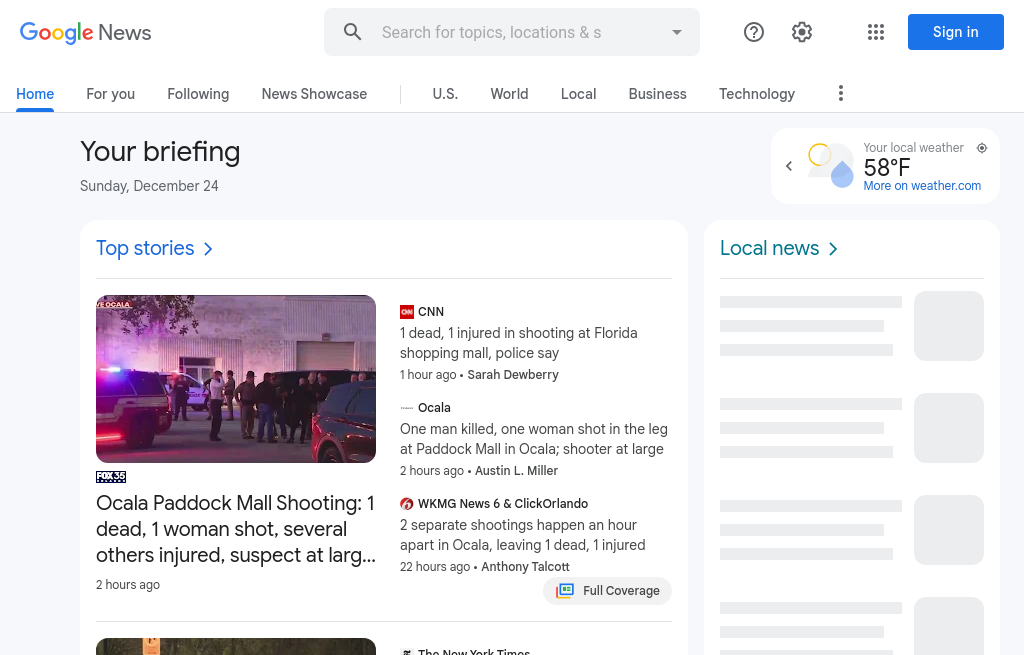 Google News
Search for topics, locations & s
Sign in
Home
For you
Following
News Showcase
U.S.
World
Local
Business
Technology
Your briefing
Sunday, December 24
Your local weather
58°F
More on weather.com
Top stories
VE OCALA
FOX 35
Ocala Paddock Mall Shooting: 1
dead, 1 woman shot, several
others injured, suspect at larg...
2 hours ago
CNN
1 dead, 1 injured in shooting at Florida
shopping mall, police say
1 hour ago • Sarah Dewberry
Ocala
One man killed, one woman shot in the leg
at Paddock Mall in Ocala; shooter at large
2 hours ago • Austin L. Miller
WKMG News 6 & ClickOrlando
2 separate shootings happen an hour
apart in Ocala, leaving 1 dead, 1 injured
22 hours ago • Anthony Talcott
Full Coverage
The New York Times
Local news